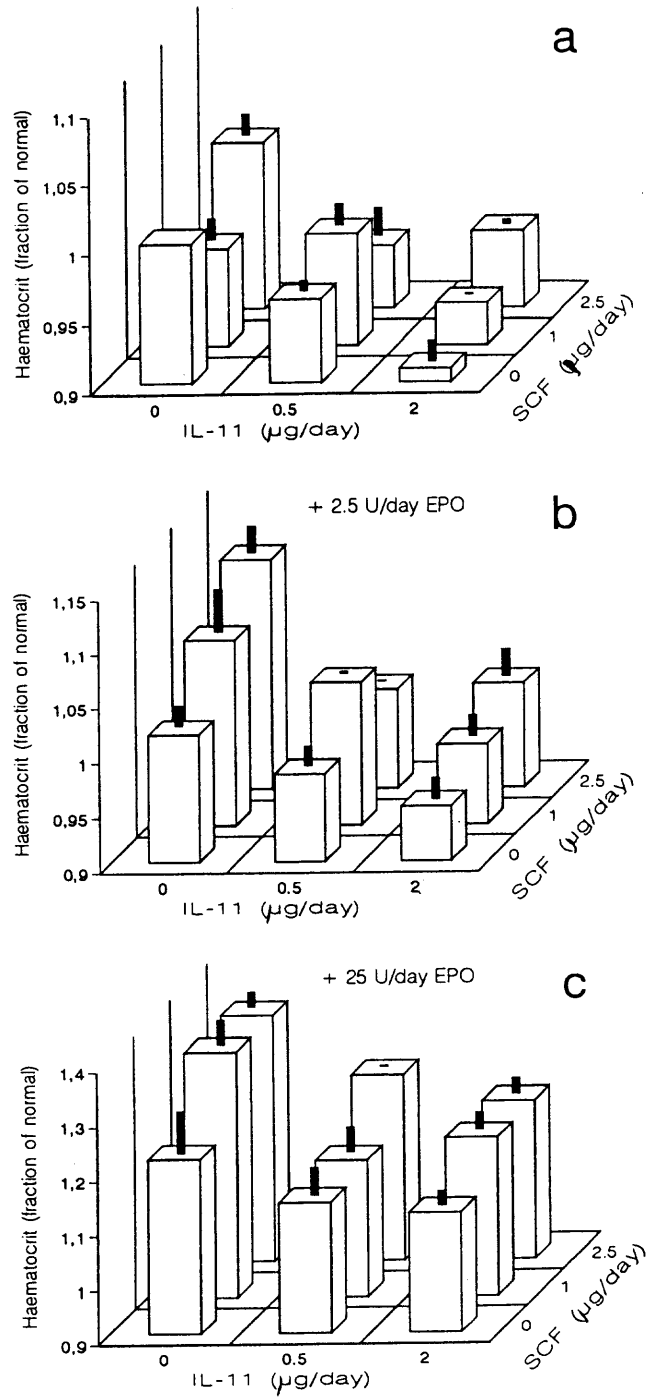 a
Haematocrit (fraction of normal)
1,1
1,05
1
0,95
0,9
0
0.5
2
IL-11 (µg/day)
0
1
2.5
SCF (µg/day)
+ 2.5 U/day EPO
b
Haematocrit (fraction of normal)
1,15
1,1
1,05
1
0,95
0,9
0
0.5
2
IL-11 (µg/day)
0
1
2.5
SCF (µg/day)
+ 25 U/day EPO
c
Haematocrit (fraction of normal)
1,4
1,3
1,2
1,1
1
0,9
0
0.5
2
IL-11 (µg/day)
0
1
2.5
SCF (µg/day)